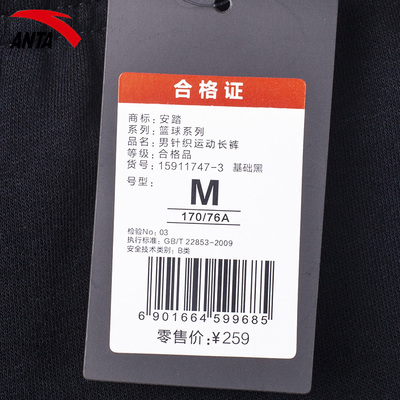 ANTA
合格证
商标: 安踏
系列: 篮球系列
品名: 男针织运动长裤
等级: 合格品
货号: 15911747-3 基础黑
号型: M
170/76A
检验No: 03
执行标准: GB/T 22853-2009
安全技术类别: B类
6 901664 599685
零售价: ¥259